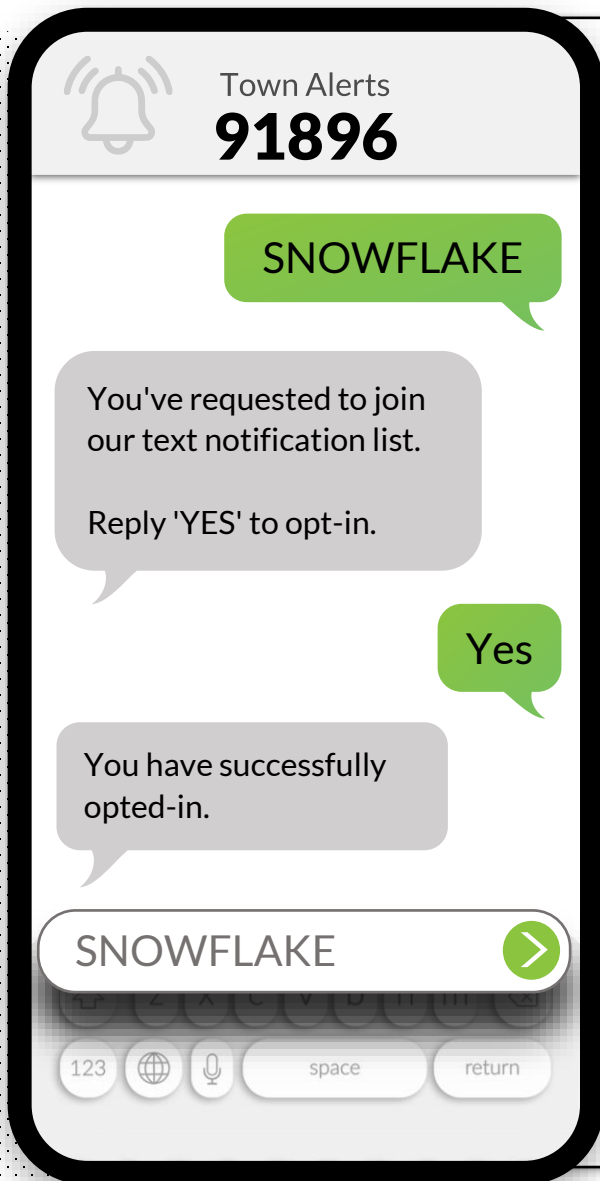 Town Alerts
91896
SNOWFLAKE
You've requested to join
our text notification list.
Reply 'YES' to opt-in.
Yes
You have successfully
opted-in.
SNOWFLAKE
Z X C V B n m
123 space return